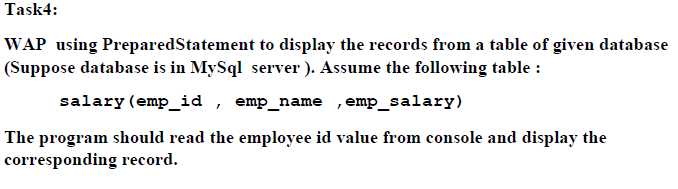 Task4:
WAP using PreparedStatement to display the records from a table of given database
(Suppose database is in MySql server ). Assume the following table :
salary(emp_id , emp_name ,emp_salary)
The program should read the employee id value from console and display the
corresponding record.